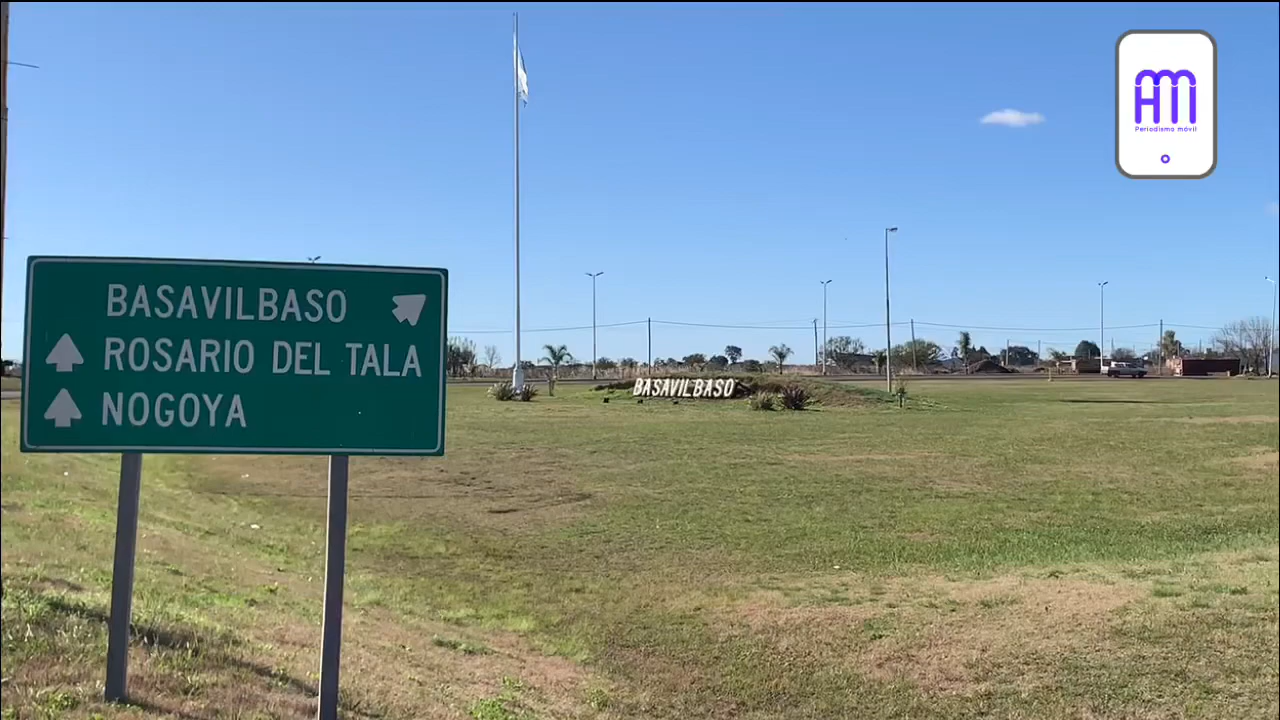 BASAVILBASO
ROSARIO DEL TALA
NOGOYA
BASAVILBASO
AM
Periodismo móvil